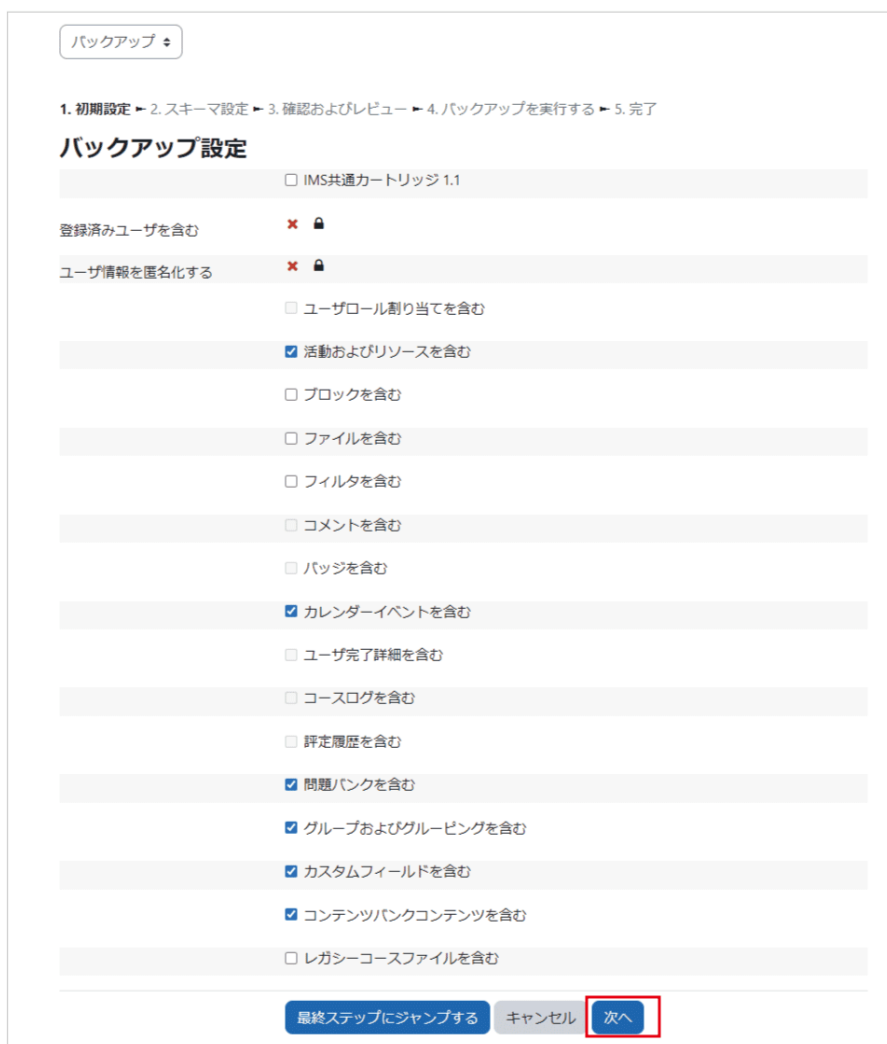 バックアップ
1. 初期設定 ► 2. スキーマ設定 ► 3. 確認およびレビュー ► 4. バックアップを実行する ► 5. 完了
バックアップ設定
IMS共通カートリッジ 1.1
登録済みユーザを含む
ユーザ情報を匿名化する
ユーザロール割り当てを含む
活動およびリソースを含む
ブロックを含む
ファイルを含む
フィルタを含む
コメントを含む
バッジを含む
カレンダーイベントを含む
ユーザ完了詳細を含む
コースログを含む
評定履歴を含む
問題バンクを含む
グループおよびグルーピングを含む
カスタムフィールドを含む
コンテンツバンクコンテンツを含む
レガシーコースファイルを含む
最終ステップにジャンプする キャンセル 次へ